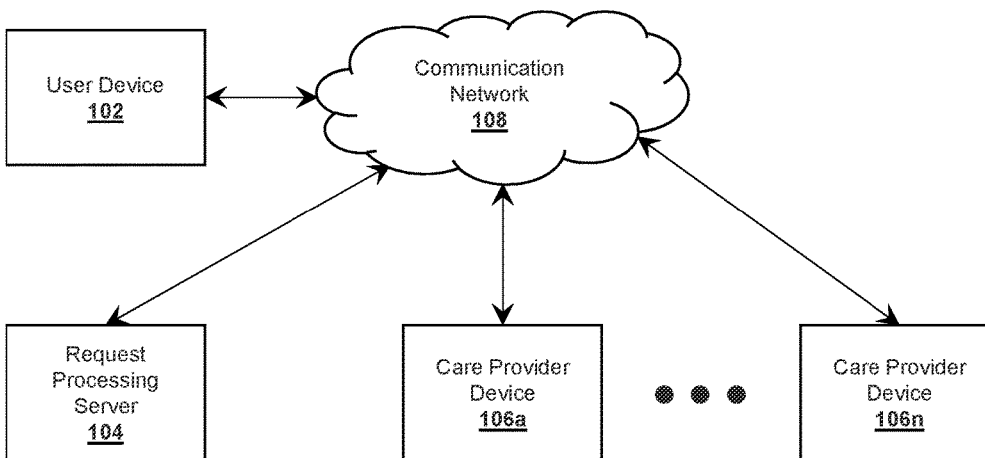 User Device
102
Communication
Network
108
Request
Processing
Server
104
Care Provider
Device
106a
Care Provider
Device
106n